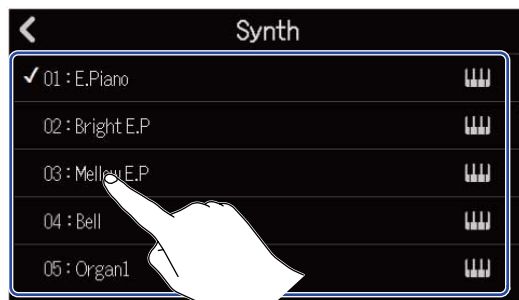 Synth
01 : E.Piano
02 : Bright E.P
03 : Mellow E.P
04 : Bell
05 : Organ1